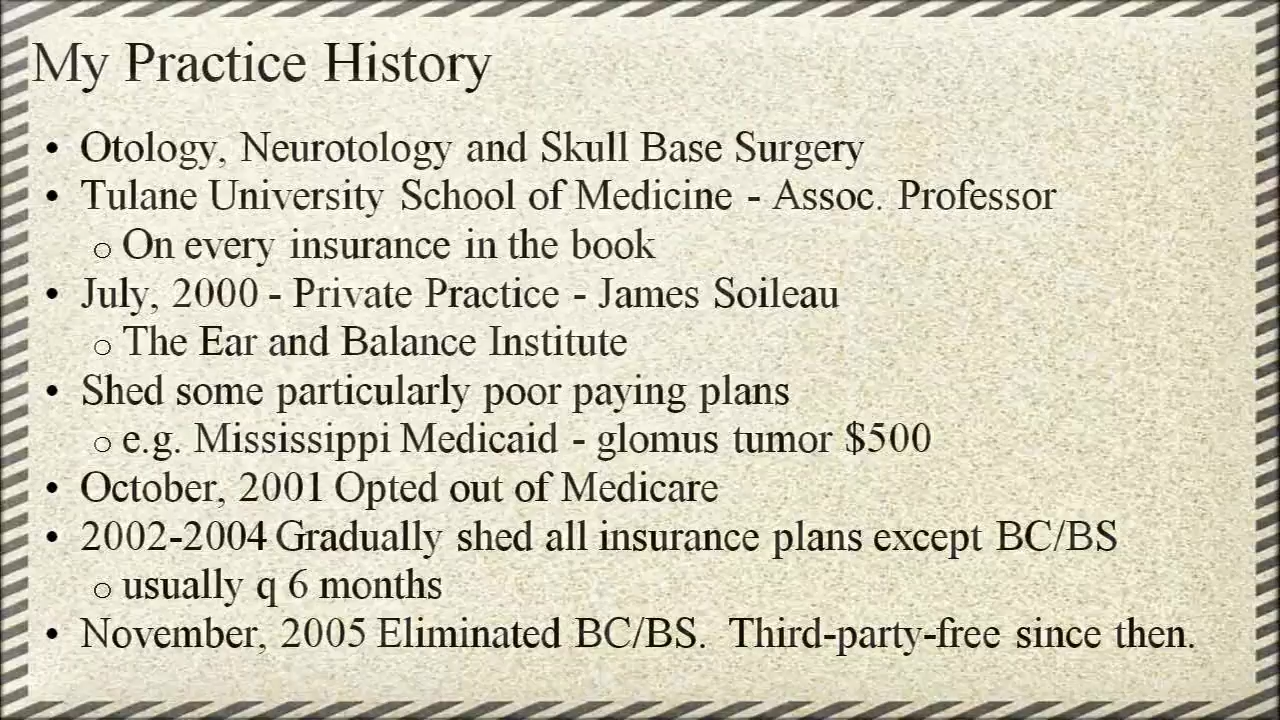 My Practice History
• Otology, Neurotology and Skull Base Surgery
• Tulane University School of Medicine - Assoc. Professor
o On every insurance in the book
• July, 2000 - Private Practice - James Soileau
o The Ear and Balance Institute
• Shed some particularly poor paying plans
o e.g. Mississippi Medicaid - glomus tumor $500
• October, 2001 Opted out of Medicare
• 2002-2004 Gradually shed all insurance plans except BC/BS
o usually q 6 months
• November, 2005 Eliminated BC/BS.  Third-party-free since then.